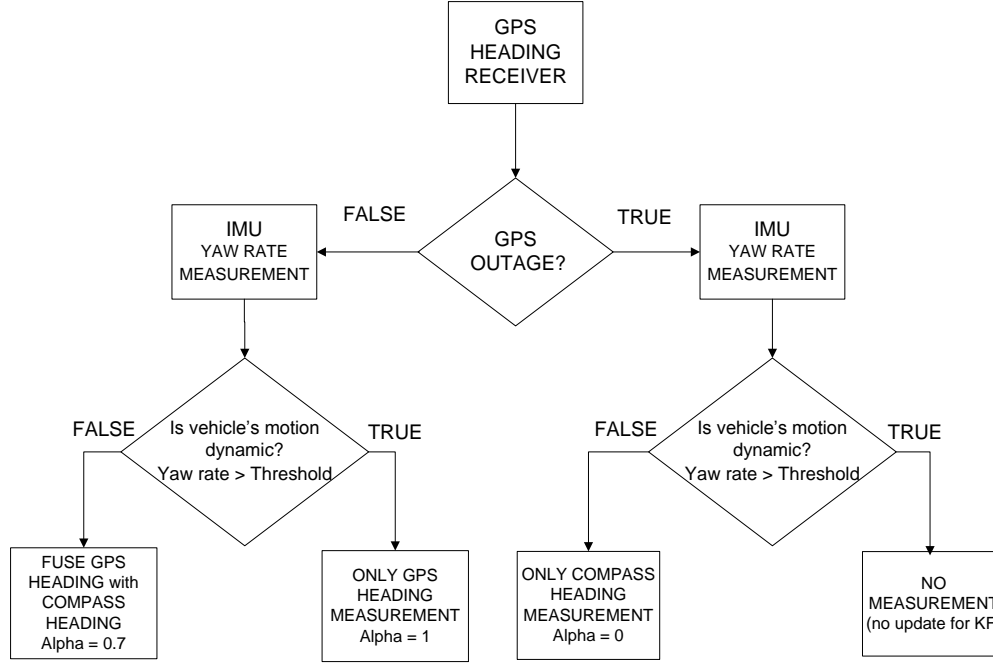 GPS
HEADING
RECEIVER
FALSE
TRUE
IMU
YAW RATE
MEASUREMENT
GPS
OUTAGE?
IMU
YAW RATE
MEASUREMENT
FALSE
TRUE
Is vehicle's motion
dynamic?
Yaw rate > Threshold
FALSE
TRUE
Is vehicle's motion
dynamic?
Yaw rate > Threshold
FUSE GPS
HEADING with
COMPASS
HEADING
Alpha = 0.7
ONLY GPS
HEADING
MEASUREMENT
Alpha = 1
ONLY COMPASS
HEADING
MEASUREMENT
Alpha = 0
NO
MEASUREMENT
(no update for KF